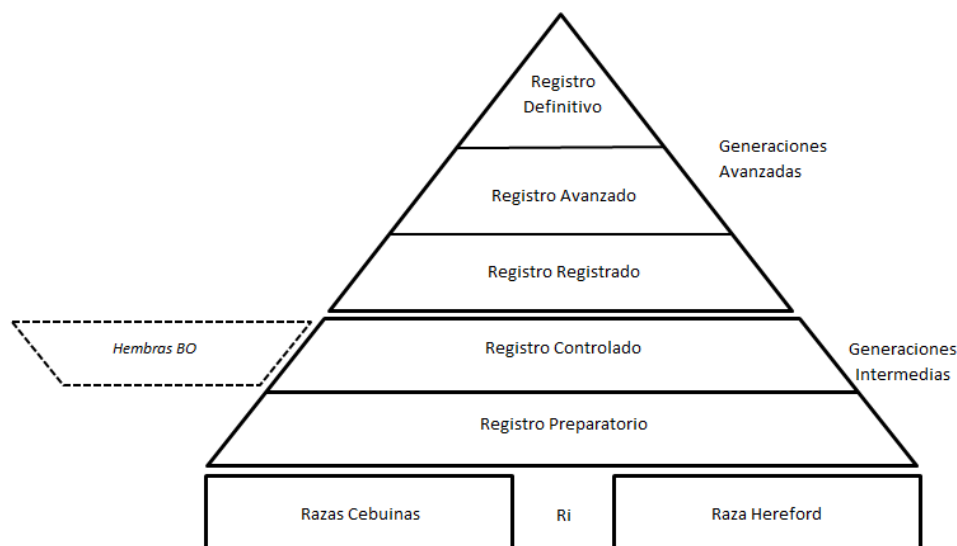 Registro
Definitivo
Generaciones
Avanzadas
Registro Avanzado
Registro Registrado
Hembras BO
Registro Controlado
Generaciones
Intermedias
Registro Preparatorio
Razas Cebuinas
Ri
Raza Hereford